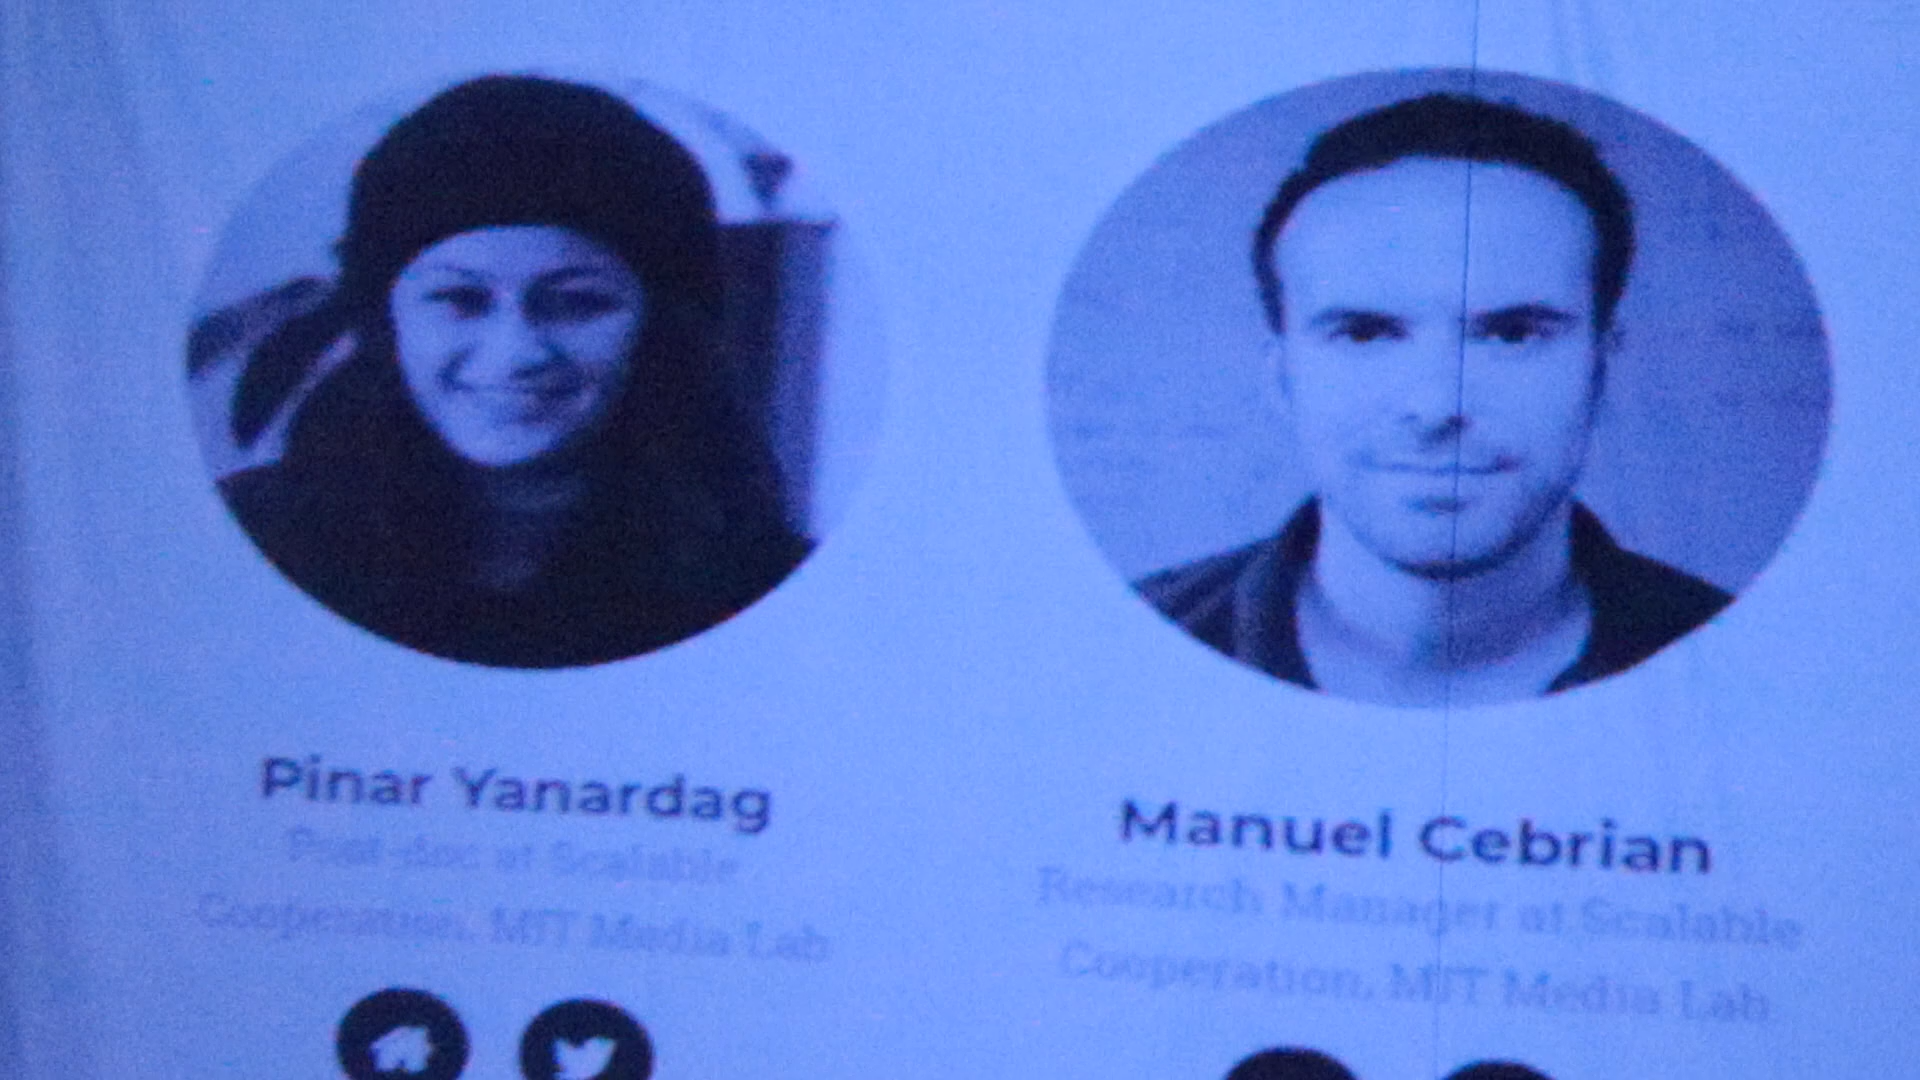 Pinar Yanardag
Post-doc at Scalable
Cooperation, MIT Media Lab
Manuel Cebrian
Research Manager at Scalable
Cooperation, MIT Media Lab